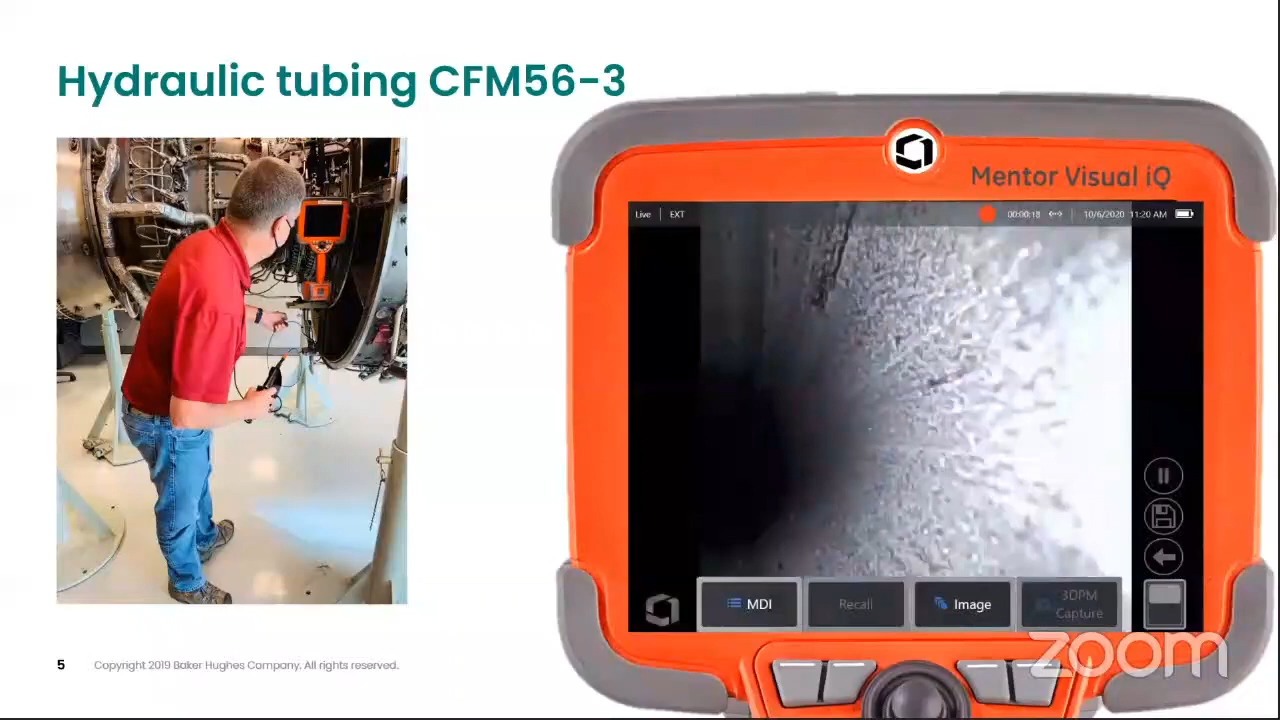 Hydraulic tubing CFM56-3
Mentor Visual iQ
Live | EXT
00:00:18
10/6/2020 11:20 AM
MDI
Recall
Image
3DPM
Capture
5
Copyright 2019 Baker Hughes Company. All rights reserved.
zoom